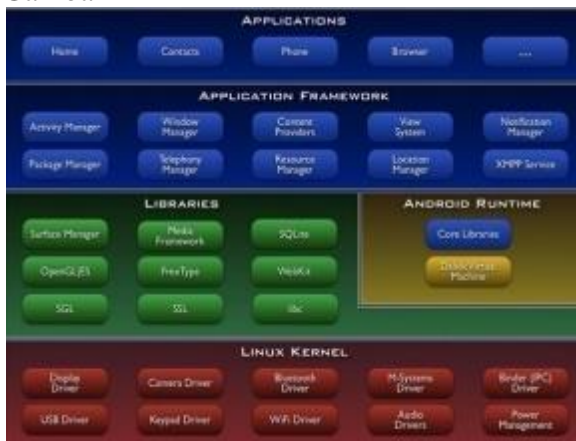 APPLICATIONS
Home Contacts Phone Browser ...
APPLICATION FRAMEWORK
Activity Manager Window Manager Content Providers View System Notification Manager
Package Manager Telephony Manager Resource Manager Location Manager XMPP Service
LIBRARIES
Surface Manager Media Framework SQLite
OpenGL|ES FreeType WebKit
SGL SSL libc
ANDROID RUNTIME
Core Libraries
Dalvik Virtual Machine
LINUX KERNEL
Display Driver Camera Driver Bluetooth Driver M-Systems Driver Binder (IPC) Driver
USB Driver Keypad Driver WiFi Driver Audio Drivers Power Management